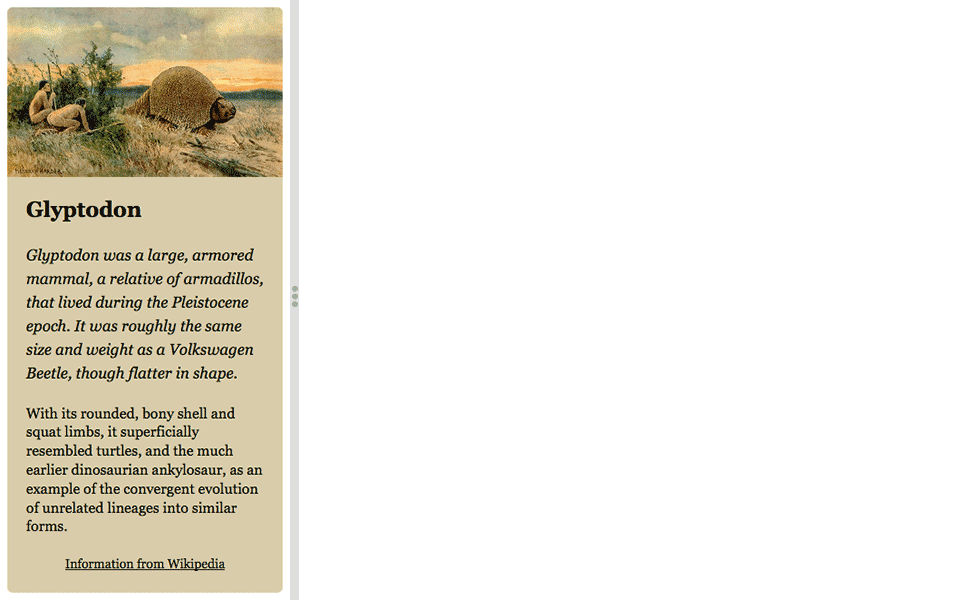 Glyptodon
Glyptodon was a large, armored
mammal, a relative of armadillos,
that lived during the Pleistocene
epoch. It was roughly the same
size and weight as a Volkswagen
Beetle, though flatter in shape.
With its rounded, bony shell and
squat limbs, it superficially
resembled turtles, and the much
earlier dinosaurian ankylosaur, as an
example of the convergent evolution
of unrelated lineages into similar
forms.
Information from Wikipedia